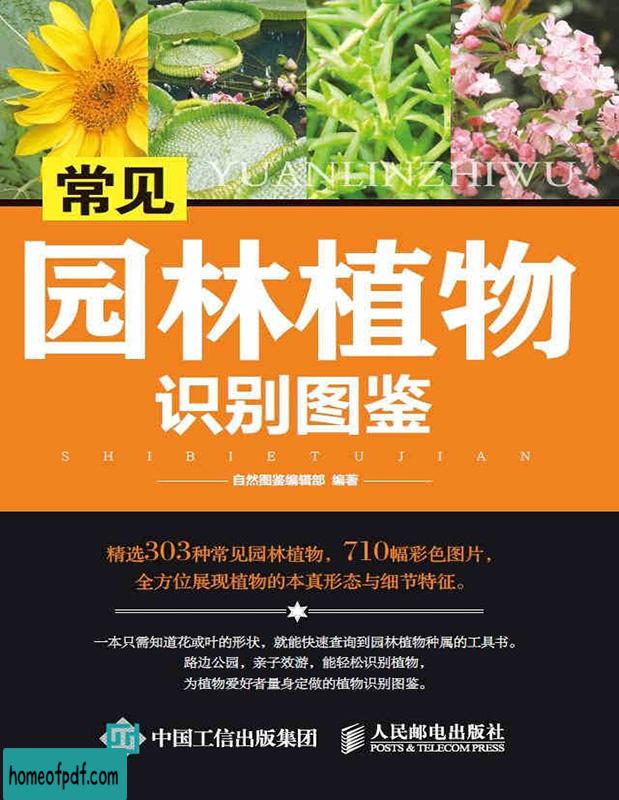 YUANLINZHIWU
常见
园林植物
识别图鉴
SHIBIETUJIAN
自然图鉴编辑部 编著
精选303种常见园林植物，710幅彩色图片，
全方位展现植物的本真形态与细节特征。
一本只需知道花或叶的形状，就能快速查询到园林植物种属的工具书。
路边公园，亲子效游，能轻松识别植物，
为植物爱好者量身定做的植物识别图鉴。
中国工信出版集团
人民邮电出版社
POSTS & TELECOM PRESS
homeofpdf.com